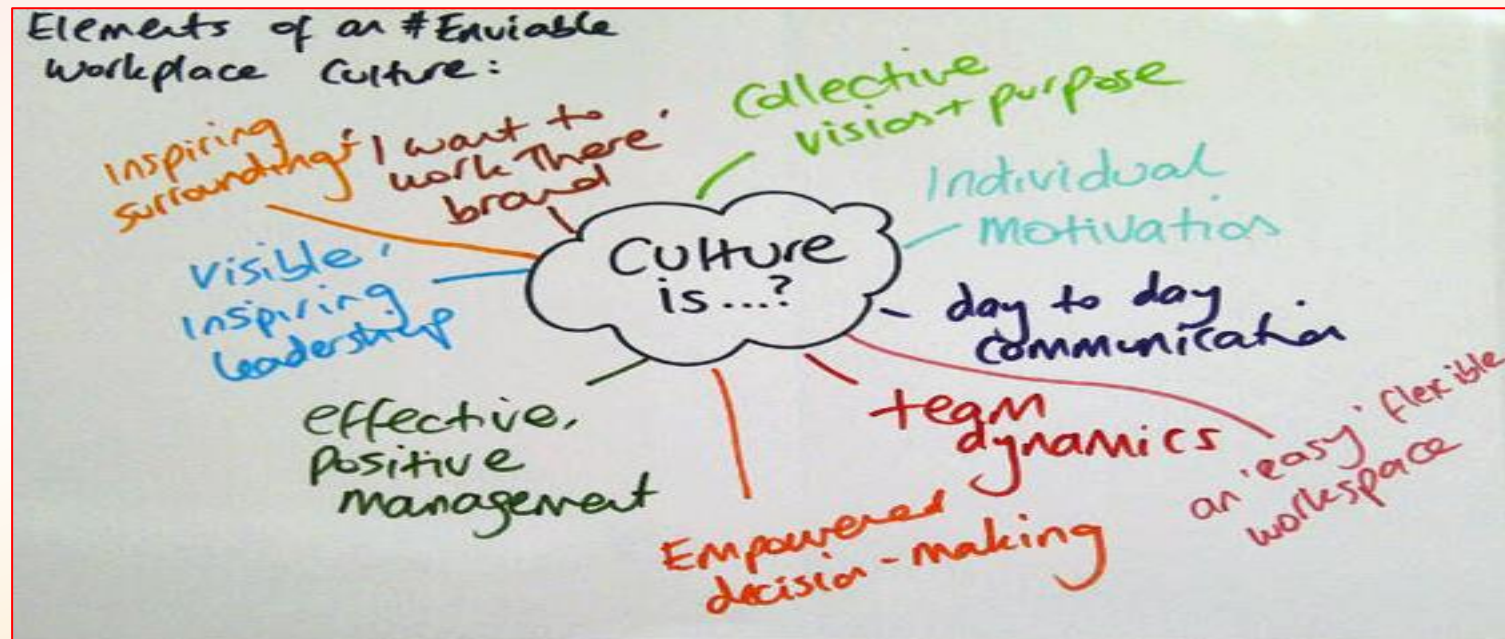 Elements of an #Enviable
workplace culture:
Inspiring
surroundings
'I want to
work there'
brand
Collective
vision + purpose
Individual
motivation
day to day
communication
an 'easy' flexible
workspace
team
dynamics
Empowered
decision-making
effective,
positive
management
visible,
inspiring
leadership
Culture
is...?